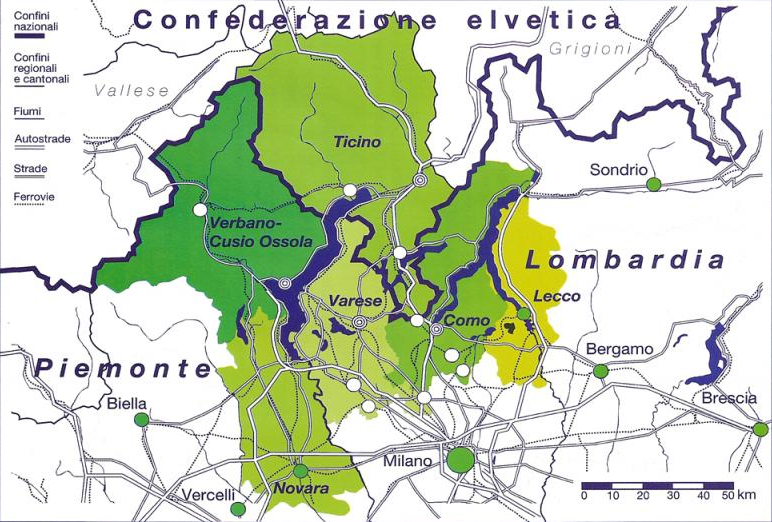 Confederazione elvetica
Confini
nazionali
Confini
regionali
e cantonali
Fiumi
Autostrade
Strade
Ferrovie
Vallese
Grigioni
Ticino
Sondrio
Verbano-
Cusio Ossola
Lombardia
Varese
Lecco
Como
Piemonte
Bergamo
Biella
Brescia
Milano
Novara
Vercelli
0 10 20 30 40 50 km